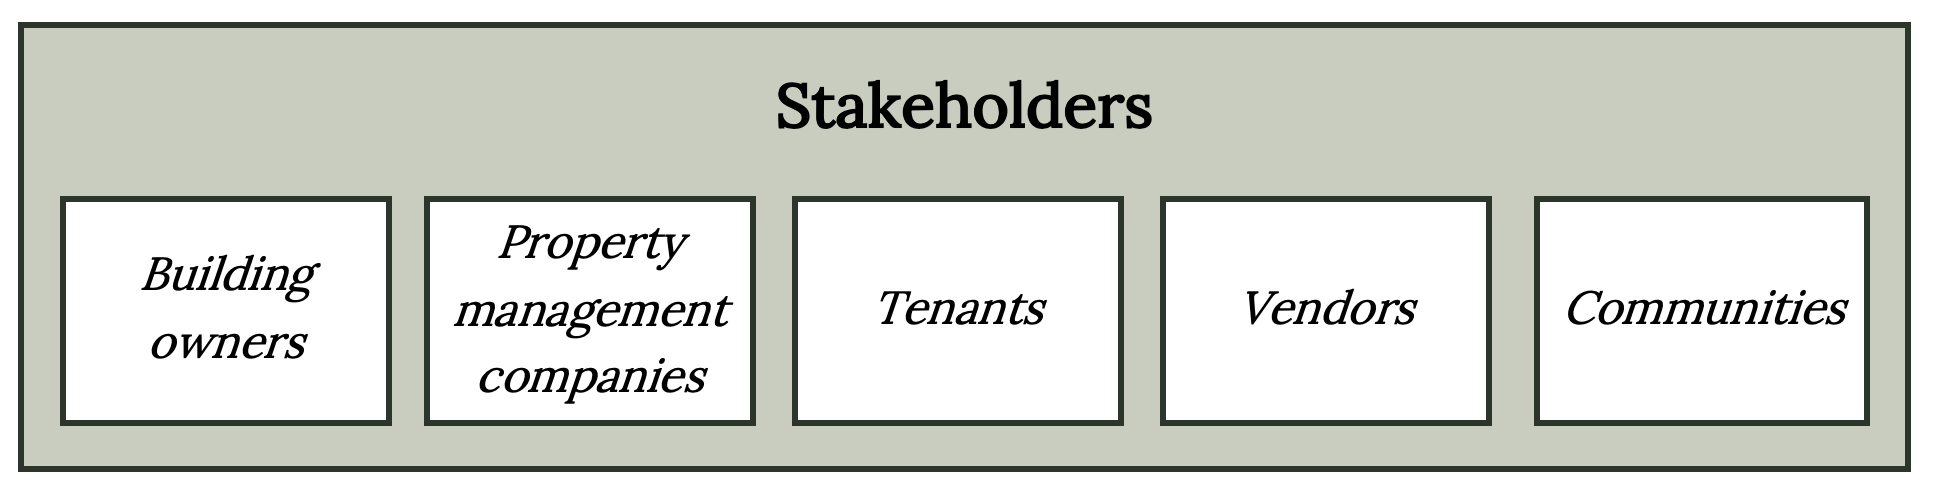 Stakeholders
Building
owners
Property
management
companies
Tenants
Vendors
Communities